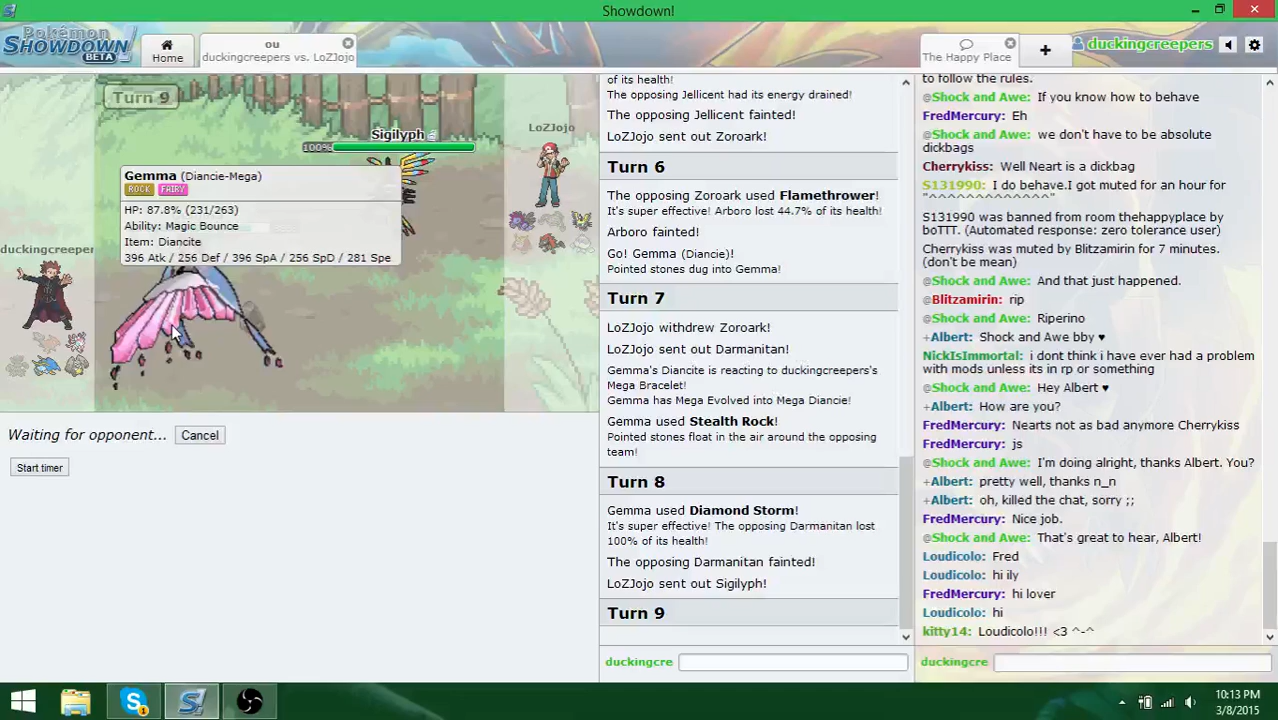 Showdown!
Pokémon
SHOWDOWN
BETA
Home
ou
duckingcreepers vs. LoZJojo
The Happy Place
duckingcreepers
Turn 9
Sigilyph
100%
LoZJojo
Gemma (Diancie-Mega)
ROCK FAIRY
HP: 87.8% (231/263)
Ability: Magic Bounce
Item: Diancite
396 Atk / 256 Def / 396 SpA / 256 SpD / 281 Spe
duckingcreepers
Waiting for opponent... Cancel
Start timer
of its health!
The opposing Jellicent had its energy drained!
The opposing Jellicent fainted!
LoZJojo sent out Zoroark!
Turn 6
The opposing Zoroark used Flamethrower!
It's super effective! Arboro lost 44.7% of its health!
Arboro fainted!
Go! Gemma (Diancie)!
Pointed stones dug into Gemma!
Turn 7
LoZJojo withdrew Zoroark!
LoZJojo sent out Darmanitan!
Gemma's Diancite is reacting to duckingcreepers's
Mega Bracelet!
Gemma has Mega Evolved into Mega Diancie!
Gemma used Stealth Rock!
Pointed stones float in the air around the opposing
team!
Turn 8
Gemma used Diamond Storm!
It's super effective! The opposing Darmanitan lost
100% of its health!
The opposing Darmanitan fainted!
LoZJojo sent out Sigilyph!
Turn 9
duckingcre
to follow the rules.
@Shock and Awe: If you know how to behave
FredMercury: Eh
@Shock and Awe: we don't have to be absolute
dickbags
Cherrykiss: Well Neart is a dickbag
S131990: I do behave.I got muted for an hour for
"^^^^^^^^^^^^^"
S131990 was banned from room thehappyplace by
boTTT. (Automated response: zero tolerance user)
Cherrykiss was muted by Blitzamirin for 7 minutes.
(don't be mean)
@Shock and Awe: And that just happened.
@Blitzamirin: rip
@Shock and Awe: Riperino
+Albert: Shock and Awe bby ♥
NickIsImmortal: i dont think i have ever had a problem
with mods unless its in rp or something
@Shock and Awe: Hey Albert ♥
+Albert: How are you?
FredMercury: Nearts not as bad anymore Cherrykiss
FredMercury: js
@Shock and Awe: I'm doing alright, thanks Albert. You?
+Albert: pretty well, thanks n_n
+Albert: oh, killed the chat, sorry ;;
FredMercury: Nice job.
@Shock and Awe: That's great to hear, Albert!
Loudicolo: Fred
Loudicolo: hi ily
FredMercury: hi lover
Loudicolo: hi
kitty14: Loudicolo!!! <3 ^-^
duckingcre
10:13 PM
3/8/2015